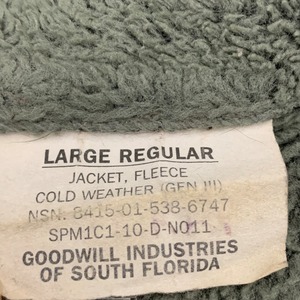 LARGE REGULAR
JACKET, FLEECE
COLD WEATHER (GEN III)
NSN: 8415-01-538-6747
SPM1C1-10-D-N011
GOODWILL INDUSTRIES
OF SOUTH FLORIDA